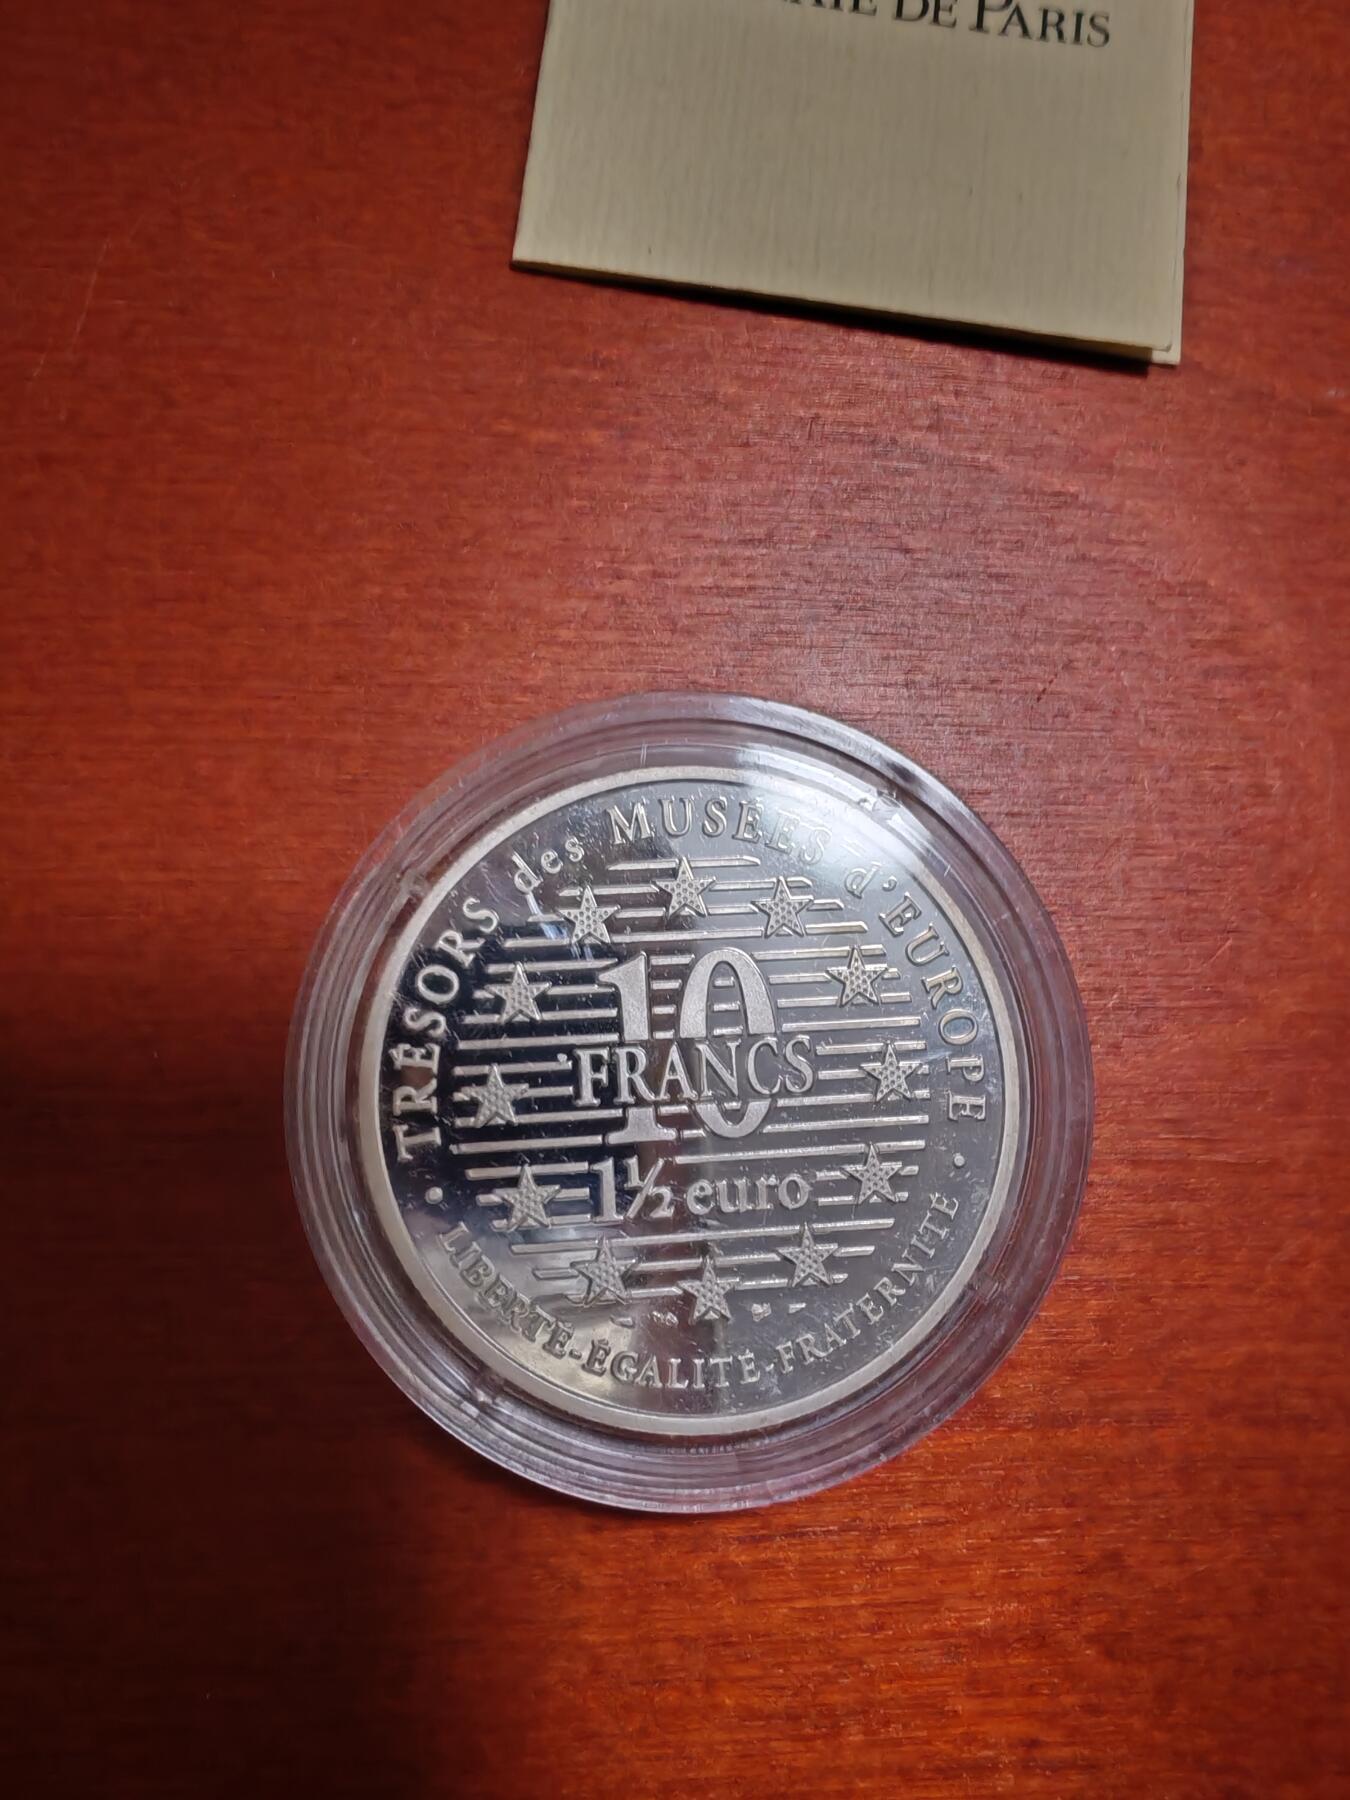 DE PARIS
TRÉSORS des MUSÉES d'EUROPE
10
FRANCS
1½ euro
LIBERTÉ-ÉGALITÉ-FRATERNITÉ